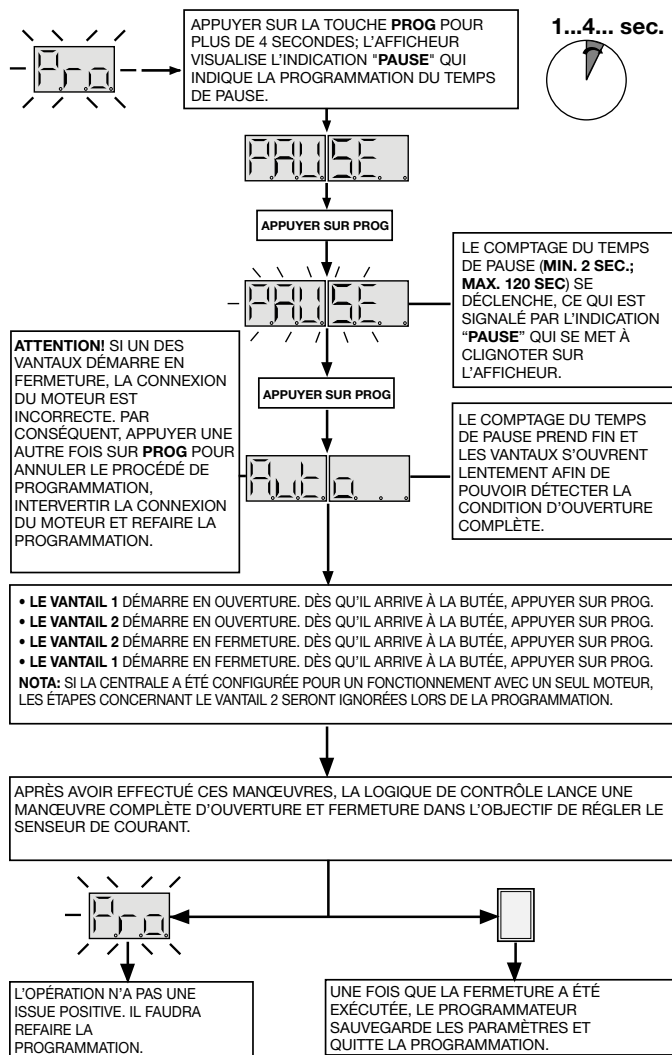 Pro
APPUYER SUR LA TOUCHE PROG POUR
PLUS DE 4 SECONDES; L'AFFICHEUR
VISUALISE L'INDICATION "PAUSE" QUI
INDIQUE LA PROGRAMMATION DU TEMPS
DE PAUSE.
1...4... sec.
PAUSE
APPUYER SUR PROG
PAUSE
LE COMPTAGE DU TEMPS
DE PAUSE (MIN. 2 SEC.;
MAX. 120 SEC) SE
DÉCLENCHE, CE QUI EST
SIGNALÉ PAR L'INDICATION
“PAUSE” QUI SE MET À
CLIGNOTER SUR
L'AFFICHEUR.
ATTENTION! SI UN DES
VANTAUX DÉMARRE EN
FERMETURE, LA CONNEXION
DU MOTEUR EST
INCORRECTE. PAR
CONSÉQUENT, APPUYER UNE
AUTRE FOIS SUR PROG POUR
ANNULER LE PROCÉDÉ DE
PROGRAMMATION,
INTERVERTIR LA CONNEXION
DU MOTEUR ET REFAIRE LA
PROGRAMMATION.
APPUYER SUR PROG
Auto
LE COMPTAGE DU TEMPS
DE PAUSE PREND FIN ET
LES VANTAUX S'OUVRENT
LENTEMENT AFIN DE
POUVOIR DÉTECTER LA
CONDITION D'OUVERTURE
COMPLÈTE.
• LE VANTAIL 1 DÉMARRE EN OUVERTURE. DÈS QU'IL ARRIVE À LA BUTÉE, APPUYER SUR PROG.
• LE VANTAIL 2 DÉMARRE EN OUVERTURE. DÈS QU'IL ARRIVE À LA BUTÉE, APPUYER SUR PROG.
• LE VANTAIL 2 DÉMARRE EN FERMETURE. DÈS QU'IL ARRIVE À LA BUTÉE, APPUYER SUR PROG.
• LE VANTAIL 1 DÉMARRE EN FERMETURE. DÈS QU'IL ARRIVE À LA BUTÉE, APPUYER SUR PROG.
NOTA: SI LA CENTRALE A ÉTÉ CONFIGURÉE POUR UN FONCTIONNEMENT AVEC UN SEUL MOTEUR,
LES ÉTAPES CONCERNANT LE VANTAIL 2 SERONT IGNORÉES LORS DE LA PROGRAMMATION.
APRÈS AVOIR EFFECTUÉ CES MANŒUVRES, LA LOGIQUE DE CONTRÔLE LANCE UNE
MANŒUVRE COMPLÈTE D'OUVERTURE ET FERMETURE DANS L'OBJECTIF DE RÉGLER LE
SENSEUR DE COURANT.
Pro
L'OPÉRATION N'A PAS UNE
ISSUE POSITIVE. IL FAUDRA
REFAIRE LA
PROGRAMMATION.
UNE FOIS QUE LA FERMETURE A ÉTÉ
EXÉCUTÉE, LE PROGRAMMATEUR
SAUVEGARDE LES PARAMÈTRES ET
QUITTE LA PROGRAMMATION.